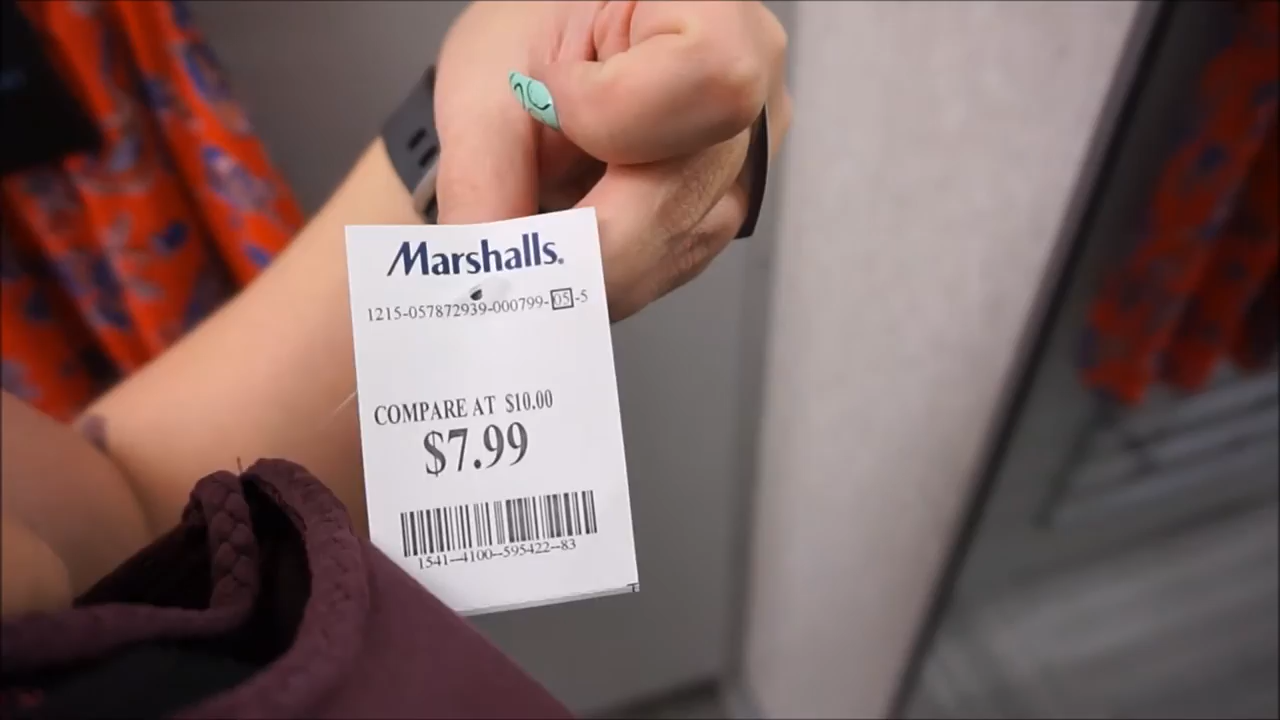 Marshalls.
1215-057872939-000799-05-5
COMPARE AT $10.00
$7.99
1541--4100--595422--83